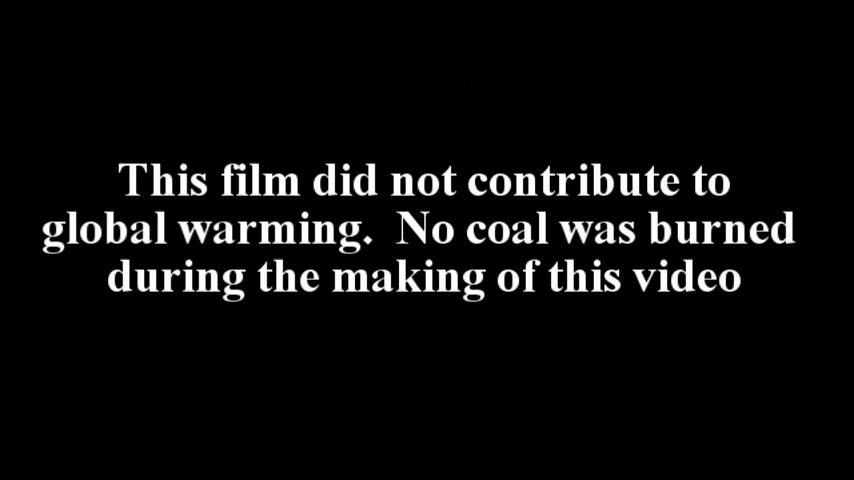 This film did not contribute to
global warming.  No coal was burned
during the making of this video